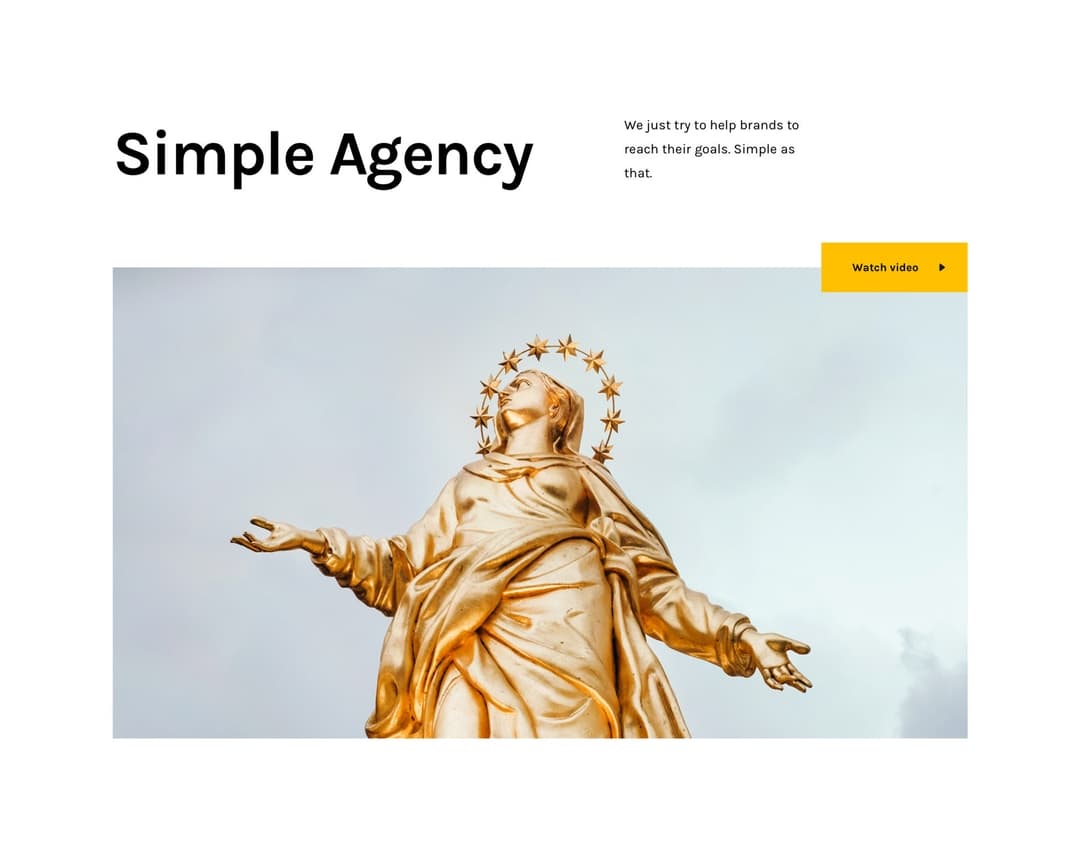 Simple Agency
We just try to help brands to
reach their goals. Simple as
that.
Watch video